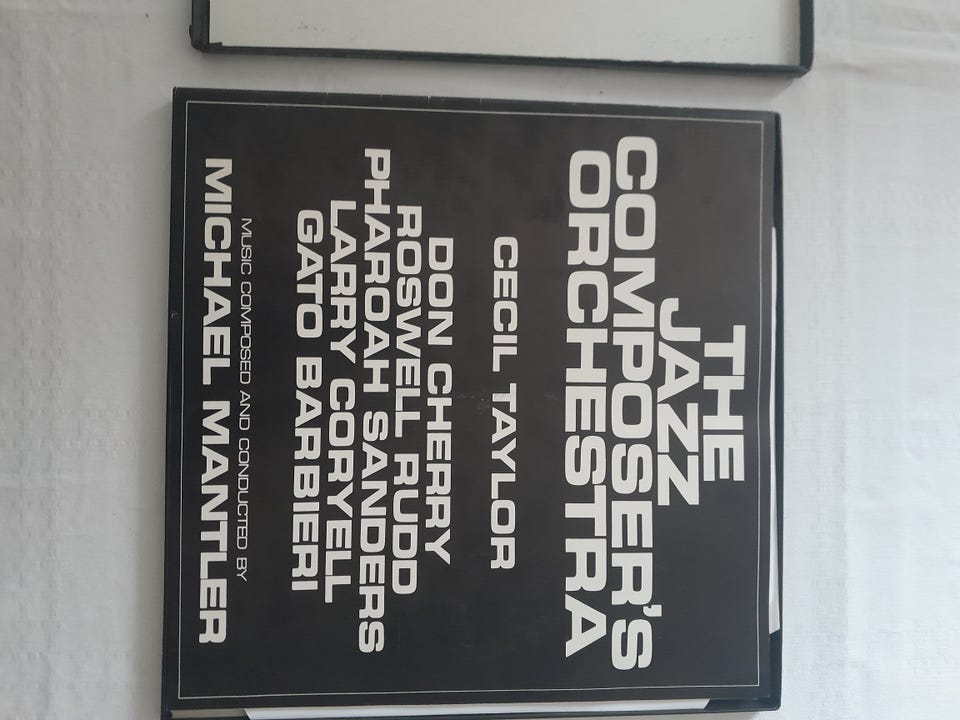 THE
JAZZ
COMPOSER'S
ORCHESTRA
CECIL TAYLOR
DON CHERRY
ROSWELL RUDD
PHAROAH SANDERS
LARRY CORYELL
GATO BARBIERI
MUSIC COMPOSED AND CONDUCTED BY
MICHAEL MANTLER